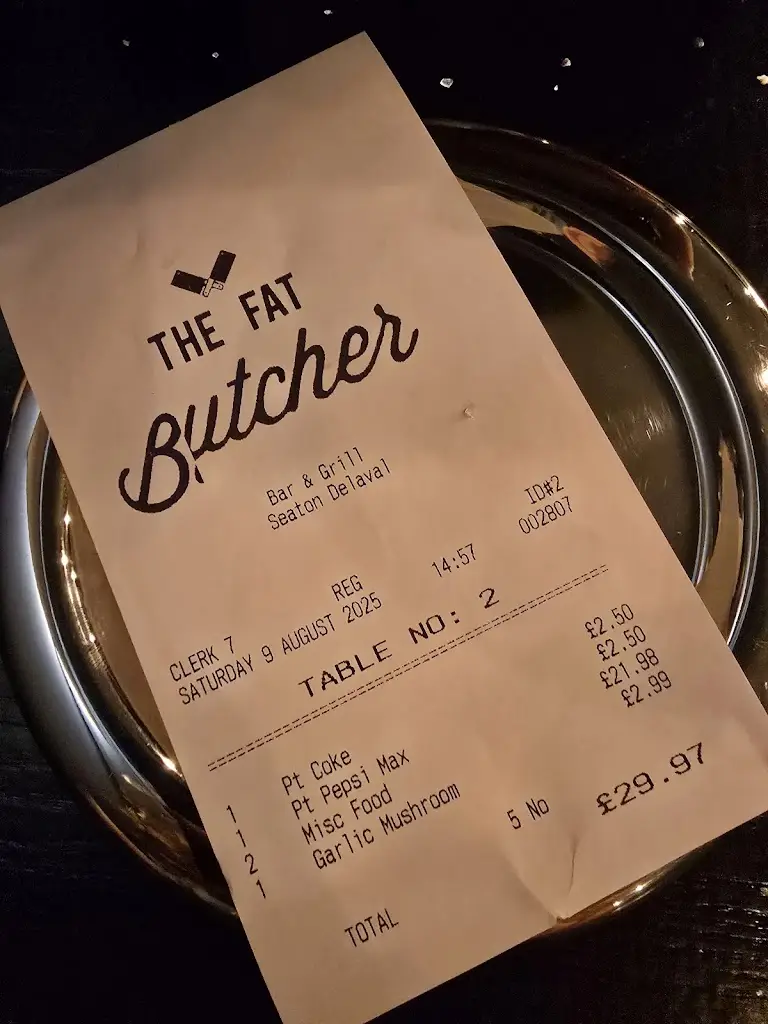 THE FAT
Butcher
Bar & Grill
Seaton Delaval
ID#2
CLERK 7 REG 14:57 002807
SATURDAY 9 AUGUST 2025
TABLE NO: 2
1 Pt Coke £2.50
1 Pt Pepsi Max £2.50
2 Misc Food £21.98
1 Garlic Mushroom £2.99
5 No
TOTAL £29.97